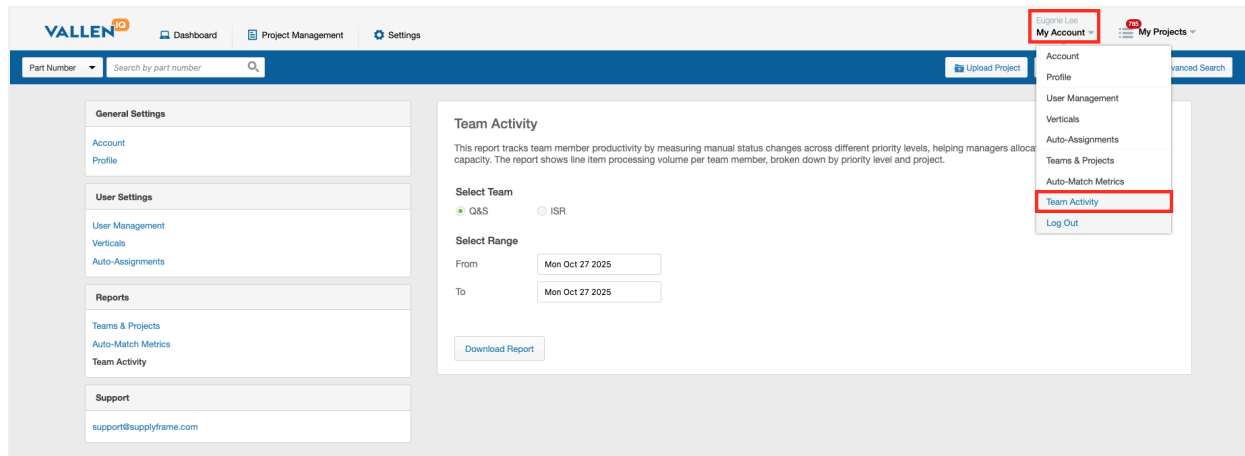 VALLEN IQ
Dashboard
Project Management
Settings
Eugene Lee
My Account
785
My Projects
Part Number
Search by part number
Upload Project
vanced Search
Account
Profile
User Management
Verticals
Auto-Assignments
Teams & Projects
Auto-Match Metrics
Team Activity
Log Out
General Settings
Account
Profile
User Settings
User Management
Verticals
Auto-Assignments
Reports
Teams & Projects
Auto-Match Metrics
Team Activity
Support
support@supplyframe.com
Team Activity
This report tracks team member productivity by measuring manual status changes across different priority levels, helping managers alloca
capacity. The report shows line item processing volume per team member, broken down by priority level and project.
Select Team
Q&S
ISR
Select Range
From
Mon Oct 27 2025
To
Mon Oct 27 2025
Download Report